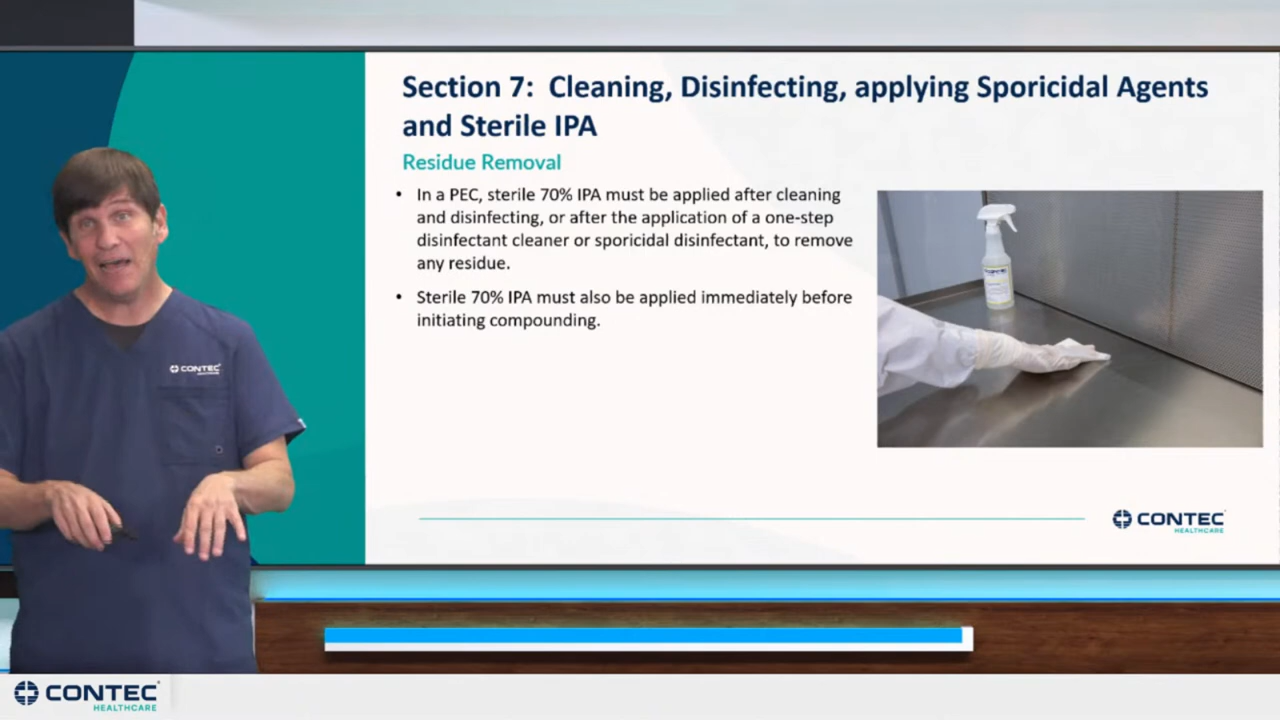 Section 7: Cleaning, Disinfecting, applying Sporicidal Agents
and Sterile IPA
Residue Removal
• In a PEC, sterile 70% IPA must be applied after cleaning
and disinfecting, or after the application of a one-step
disinfectant cleaner or sporicidal disinfectant, to remove
any residue.
• Sterile 70% IPA must also be applied immediately before
initiating compounding.
CONTEC
HEALTHCARE
CONTEC
HEALTHCARE
CONTEC
HEALTHCARE